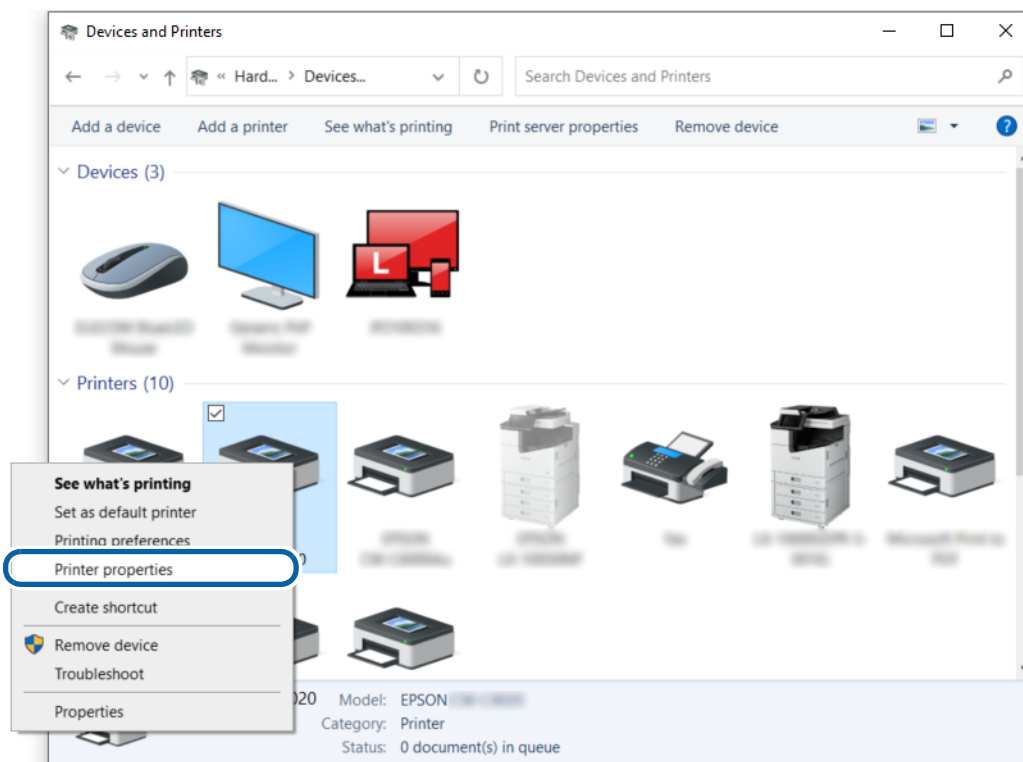 Devices and Printers
« Hard... > Devices...
Search Devices and Printers
Add a device
Add a printer
See what's printing
Print server properties
Remove device
?
Devices (3)
L
Printers (10)
See what's printing
Set as default printer
Printing preferences
Printer properties
Create shortcut
Remove device
Troubleshoot
Properties
0
020
Model: EPSON
Category: Printer
Status: 0 document(s) in queue